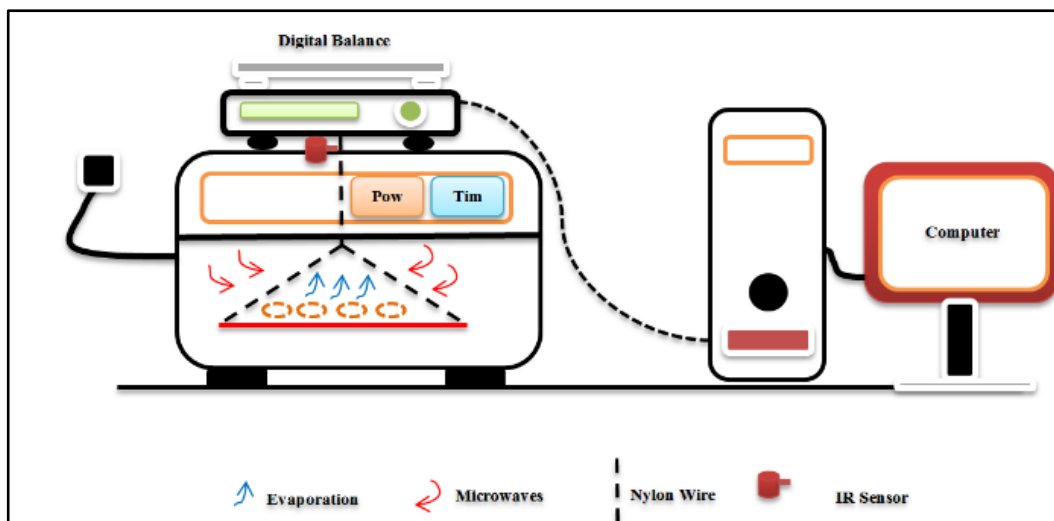 Digital Balance
Pow
Tim
Computer
Evaporation
Microwaves
Nylon Wire
IR Sensor